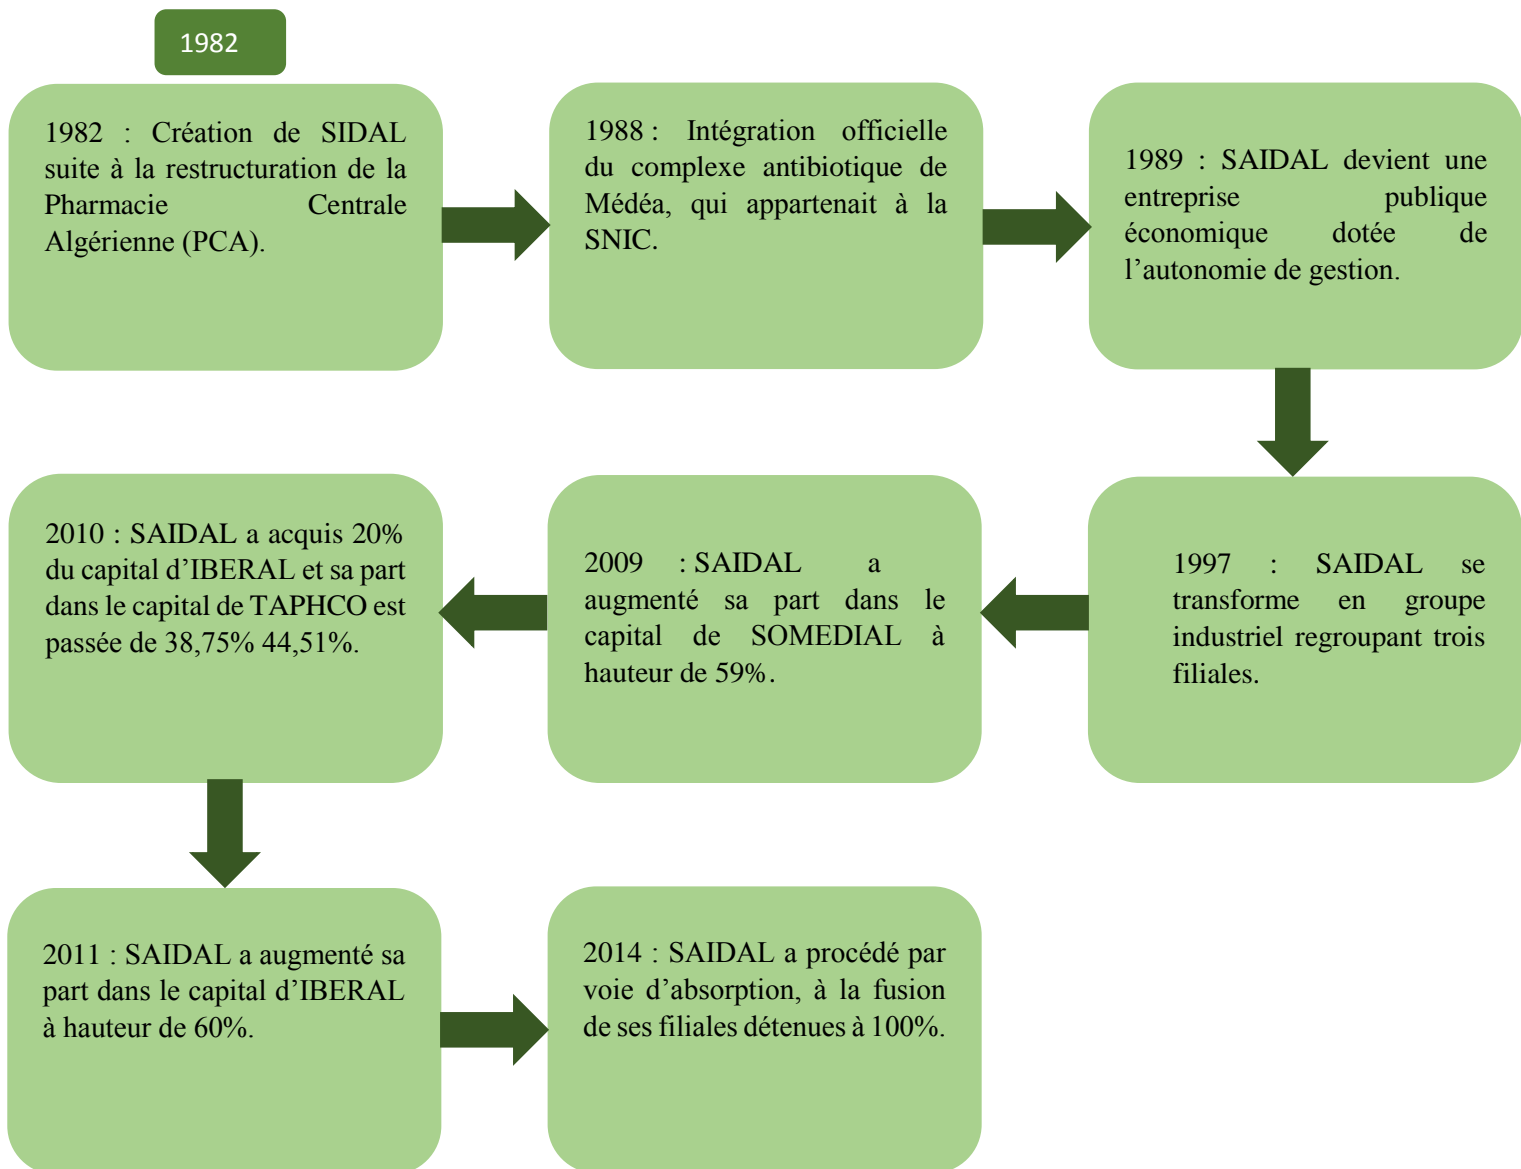 1982
1982 : Création de SIDAL
suite à la restructuration de la
Pharmacie Centrale
Algérienne (PCA).
1988 : Intégration officielle
du complexe antibiotique de
Médéa, qui appartenait à la
SNIC.
1989 : SAIDAL devient une
entreprise publique
économique dotée de
l’autonomie de gestion.
1997 : SAIDAL se
transforme en groupe
industriel regroupant trois
filiales.
2009 : SAIDAL a
augmenté sa part dans le
capital de SOMEDIAL à
hauteur de 59%.
2010 : SAIDAL a acquis 20%
du capital d’IBERAL et sa part
dans le capital de TAPHCO est
passée de 38,75% 44,51%.
2011 : SAIDAL a augmenté sa
part dans le capital d’IBERAL
à hauteur de 60%.
2014 : SAIDAL a procédé par
voie d’absorption, à la fusion
de ses filiales détenues à 100%.